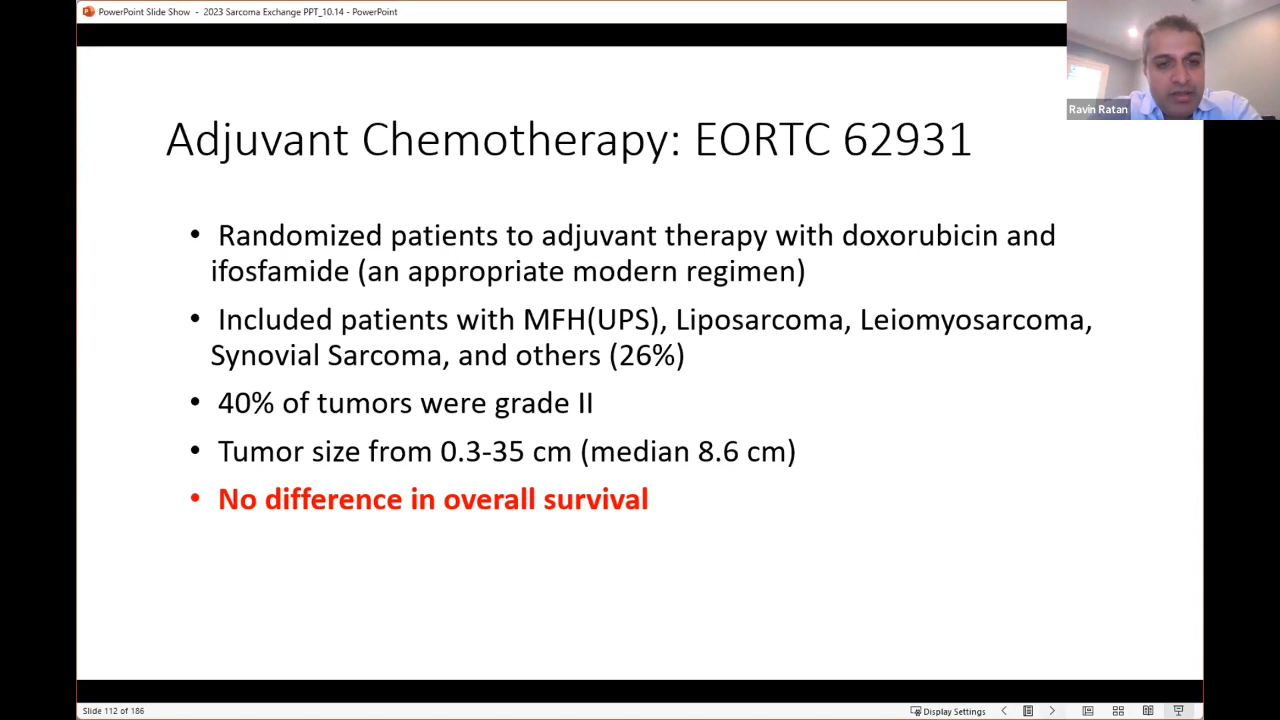 PowerPoint Slide Show - 2023 Sarcoma Exchange PPT_10.14 - PowerPoint
Ravin Ratan
Adjuvant Chemotherapy: EORTC 62931
• Randomized patients to adjuvant therapy with doxorubicin and
ifosfamide (an appropriate modern regimen)
• Included patients with MFH(UPS), Liposarcoma, Leiomyosarcoma,
Synovial Sarcoma, and others (26%)
• 40% of tumors were grade II
• Tumor size from 0.3-35 cm (median 8.6 cm)
• No difference in overall survival
Slide 112 of 186
Display Settings